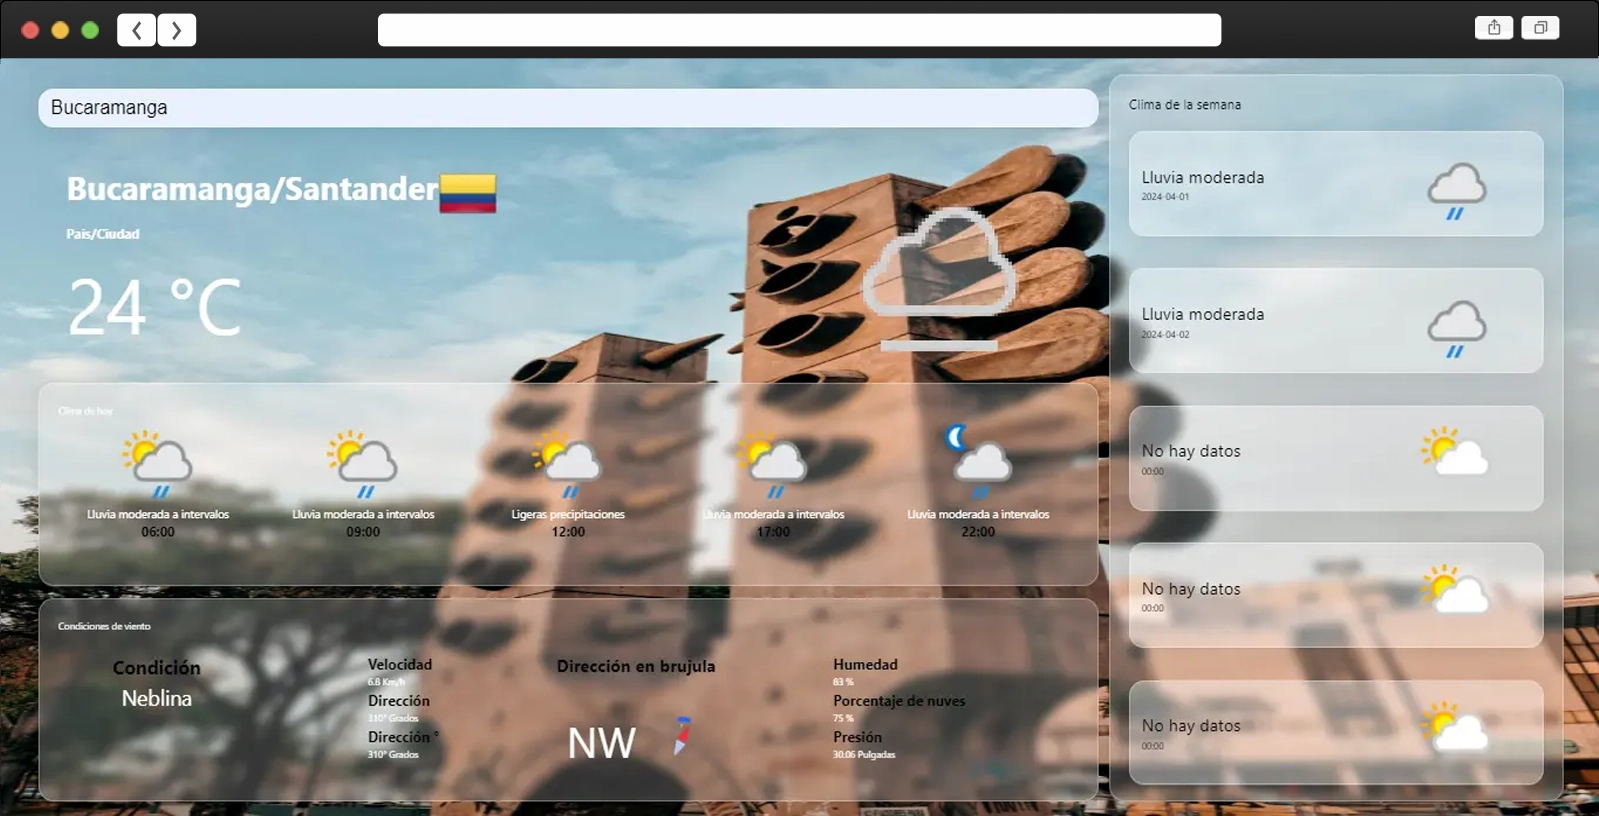 Bucaramanga
Bucaramanga/Santander
País/Ciudad
24 °C
Clima de hoy
Lluvia moderada a intervalos
06:00
Lluvia moderada a intervalos
09:00
Ligeras precipitaciones
12:00
Lluvia moderada a intervalos
17:00
Lluvia moderada a intervalos
22:00
Condiciones de viento
Condición
Neblina
Velocidad
6.8 Km/h
Dirección
310° Grados
Dirección °
310° Grados
Dirección en brujula
NW
Humedad
83 %
Porcentaje de nuves
75 %
Presión
30.06 Pulgadas
Clima de la semana
Lluvia moderada
2024-04-01
Lluvia moderada
2024-04-02
No hay datos
00:00
No hay datos
00:00
No hay datos
00:00